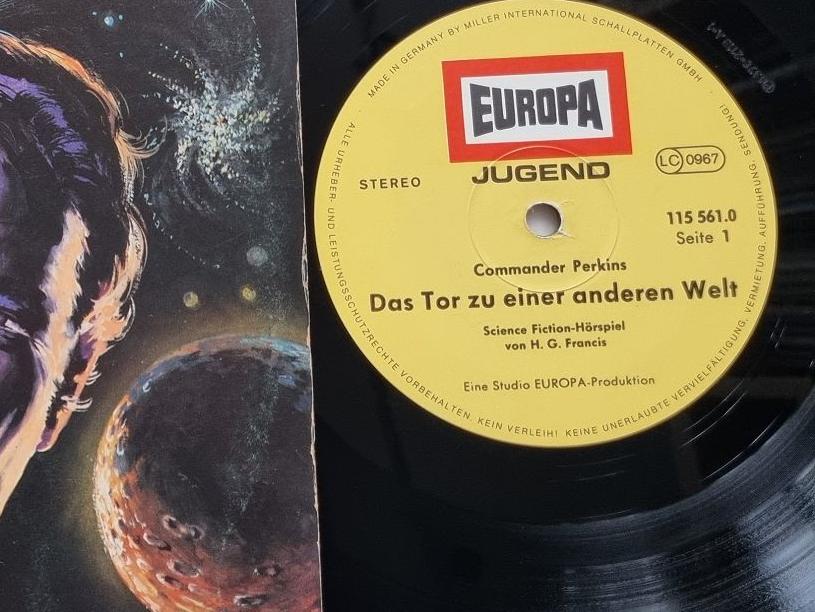 MADE IN GERMANY BY MILLER INTERNATIONAL SCHALLPLATTEN GMBH
EUROPA
JUGEND
STEREO
LC 0967
115 561.0
Seite 1
Commander Perkins
Das Tor zu einer anderen Welt
Science Fiction-Hörspiel
von H. G. Francis
Eine Studio EUROPA-Produktion
ALLE URHEBER- UND LEISTUNGSSCHUTZRECHTE VORBEHALTEN. KEIN VERLEIH! KEINE UNERLAUBTE VERVIELFÄLTIGUNG, VERMIETUNG, AUFFÜHRUNG, SENDUNG!